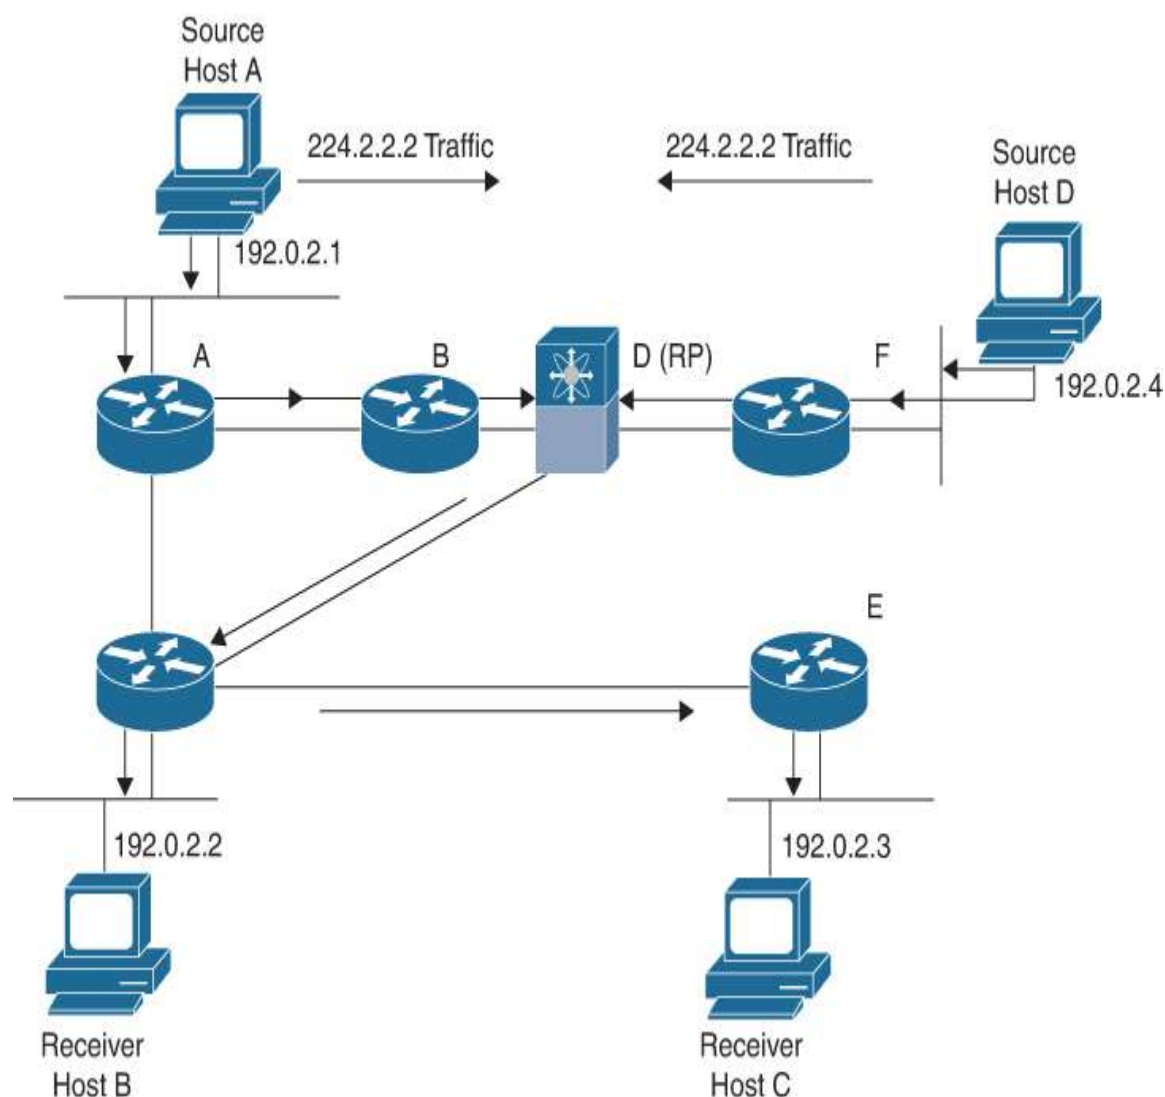 Source
Host A
224.2.2.2 Traffic
224.2.2.2 Traffic
Source
Host D
192.0.2.1
A
B
D (RP)
F
192.0.2.4
E
192.0.2.2
192.0.2.3
Receiver
Host B
Receiver
Host C